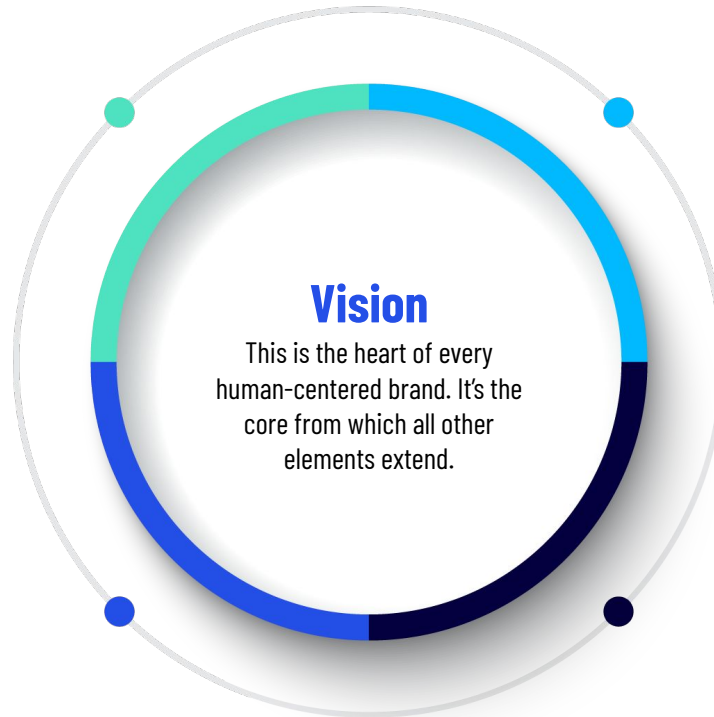 Vision
This is the heart of every
human-centered brand. It’s the
core from which all other
elements extend.